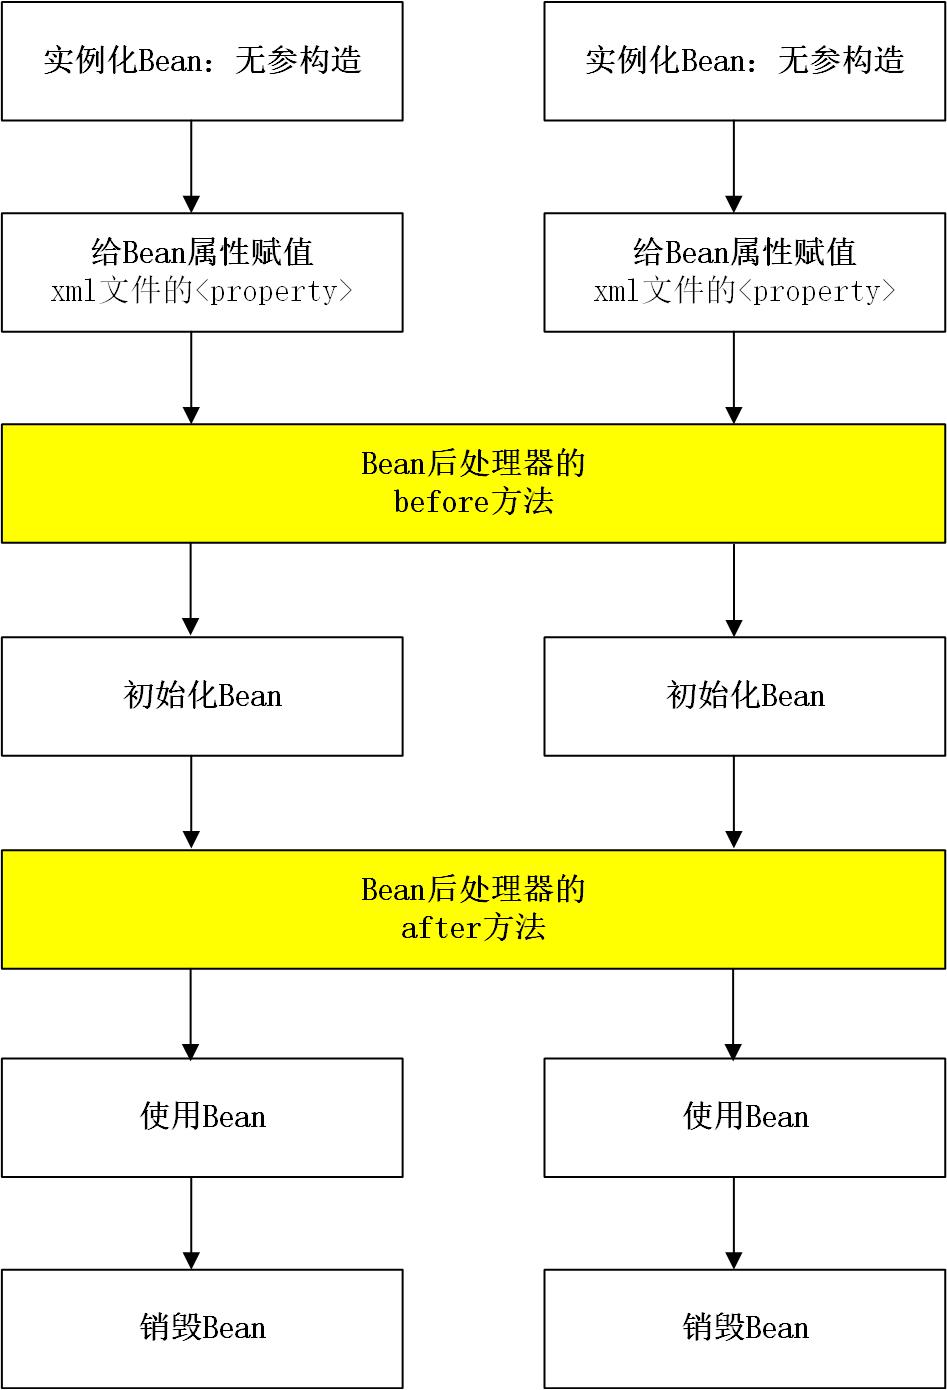 实例化Bean：无参构造
实例化Bean：无参构造
给Bean属性赋值
xml文件的<property>
给Bean属性赋值
xml文件的<property>
Bean后处理器的
before方法
初始化Bean
初始化Bean
Bean后处理器的
after方法
使用Bean
使用Bean
销毁Bean
销毁Bean